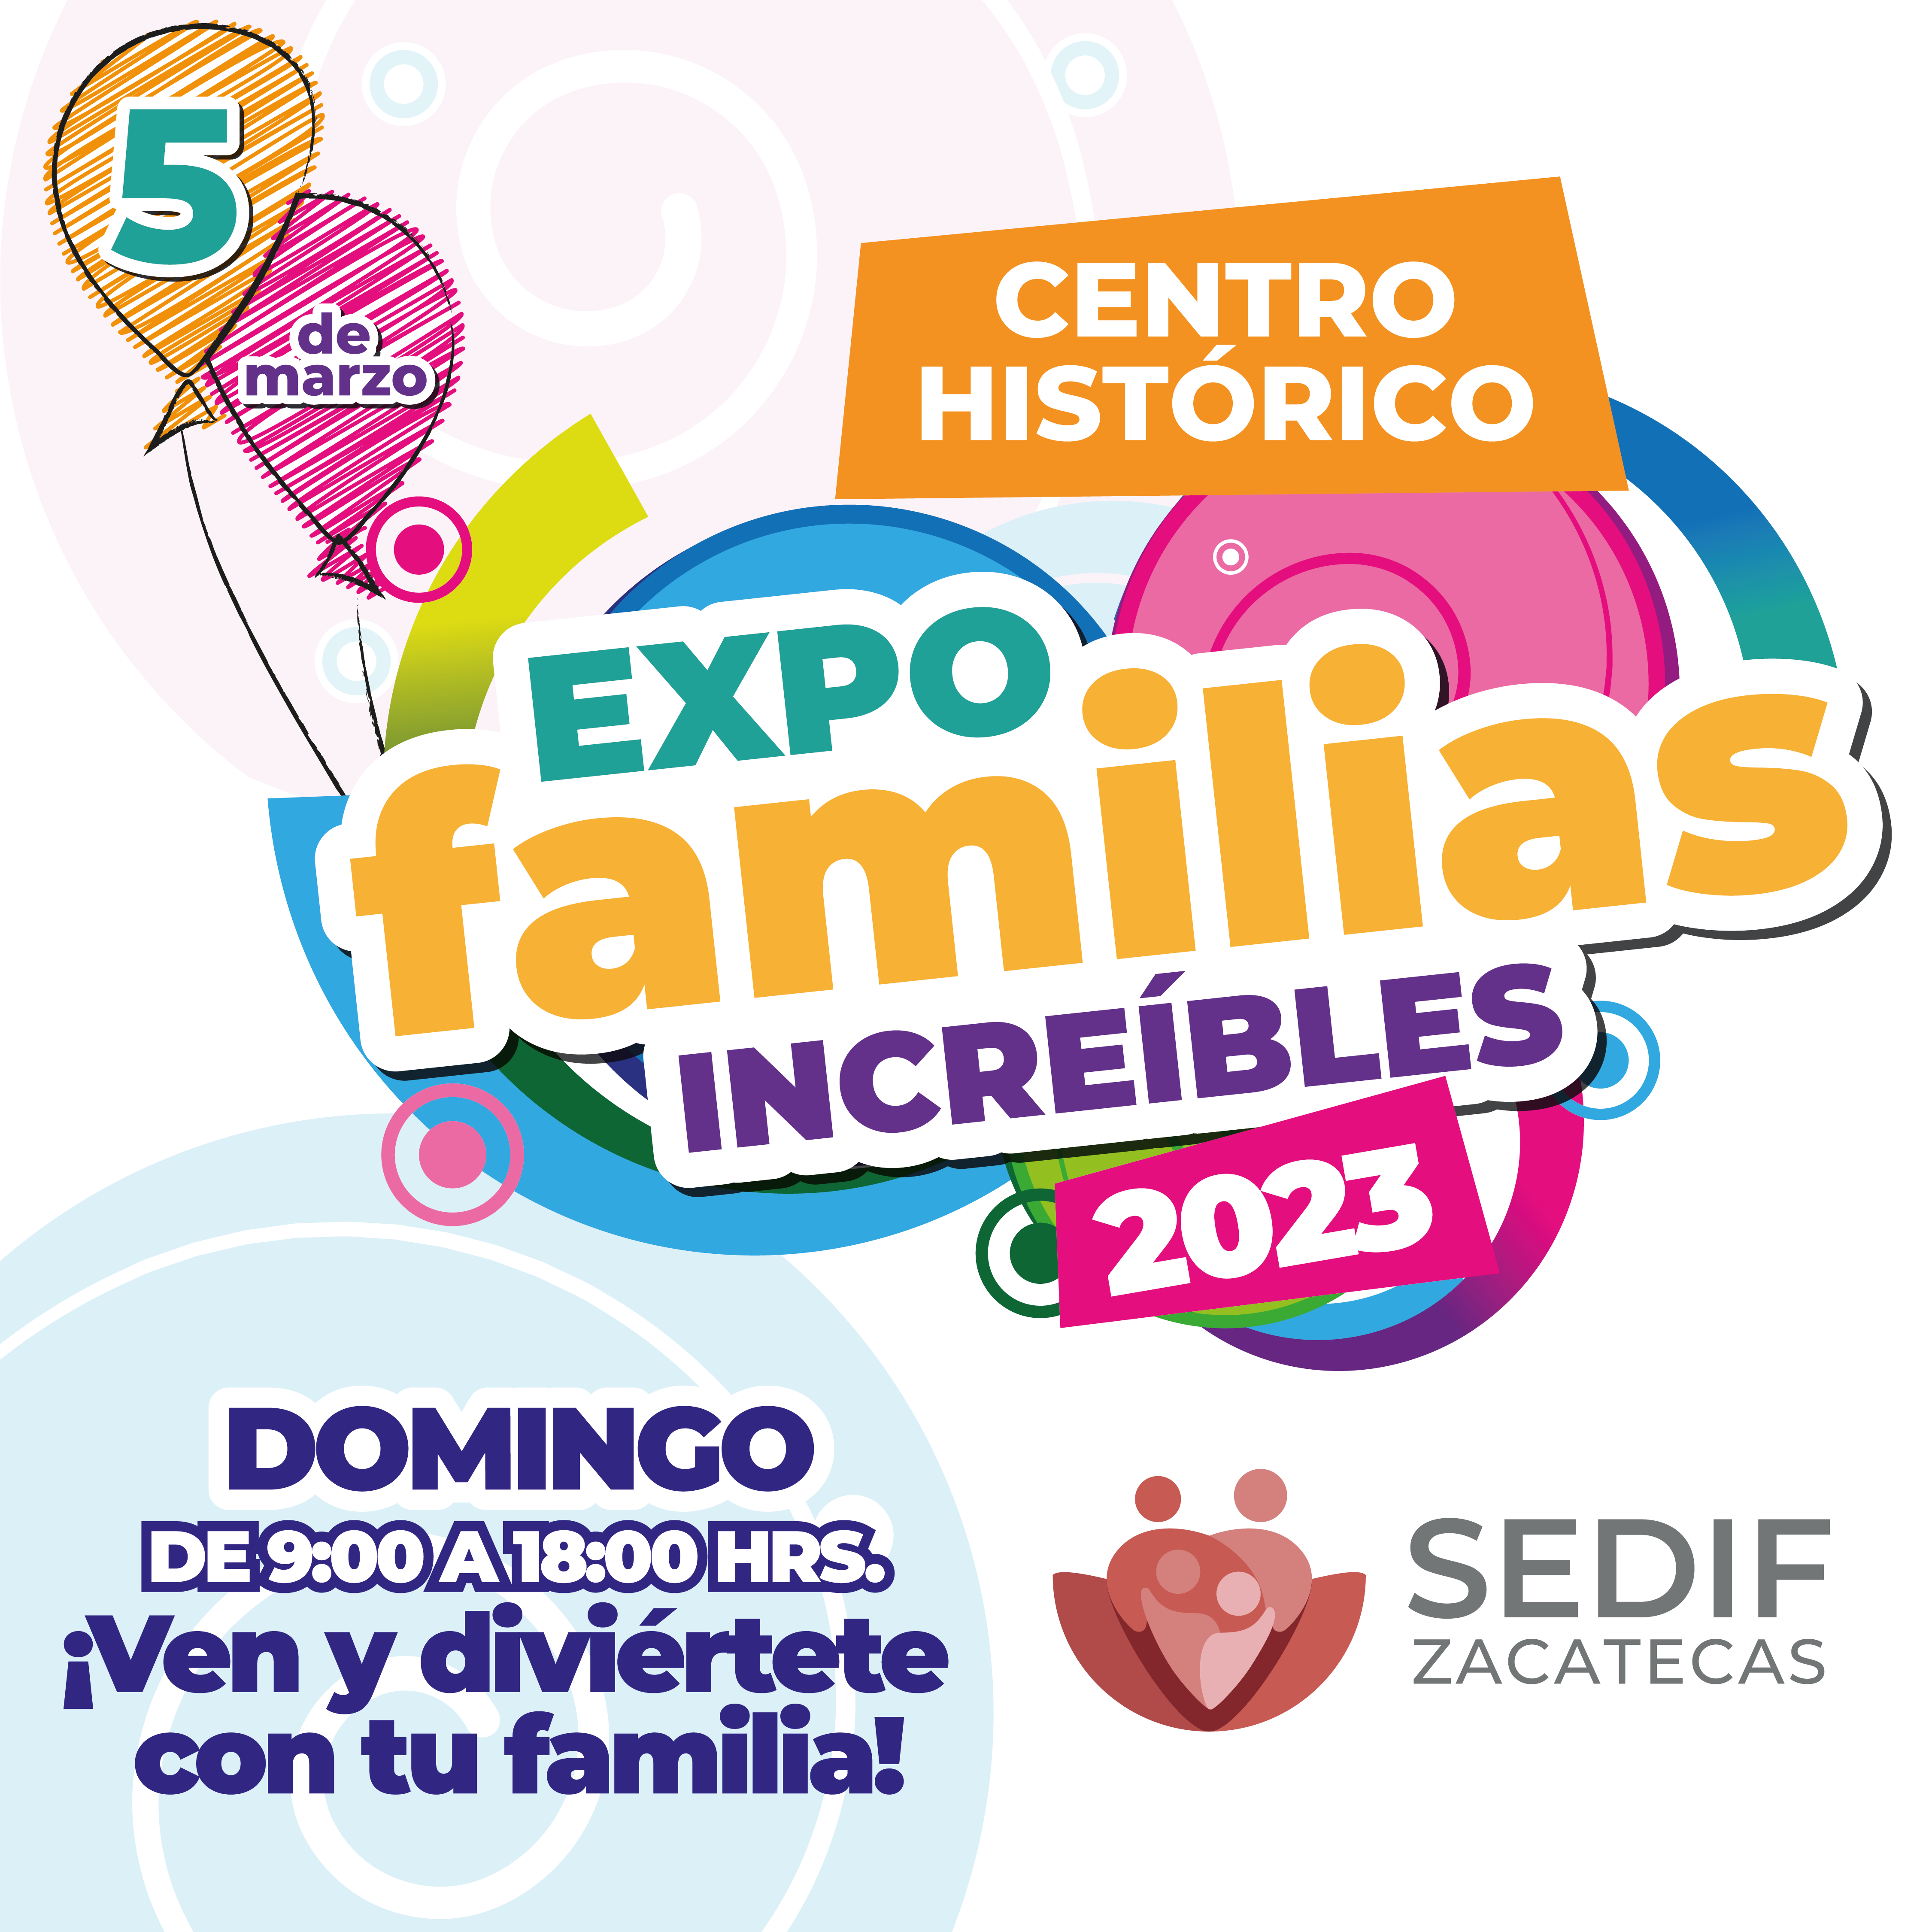 5
de
marzo
CENTRO
HISTÓRICO
EXPO
familias
INCREÍBLES
2023
DOMINGO
DE 9:00 A 18:00 HRS.
¡Ven y diviértete
con tu familia!
SEDIF
ZACATECAS